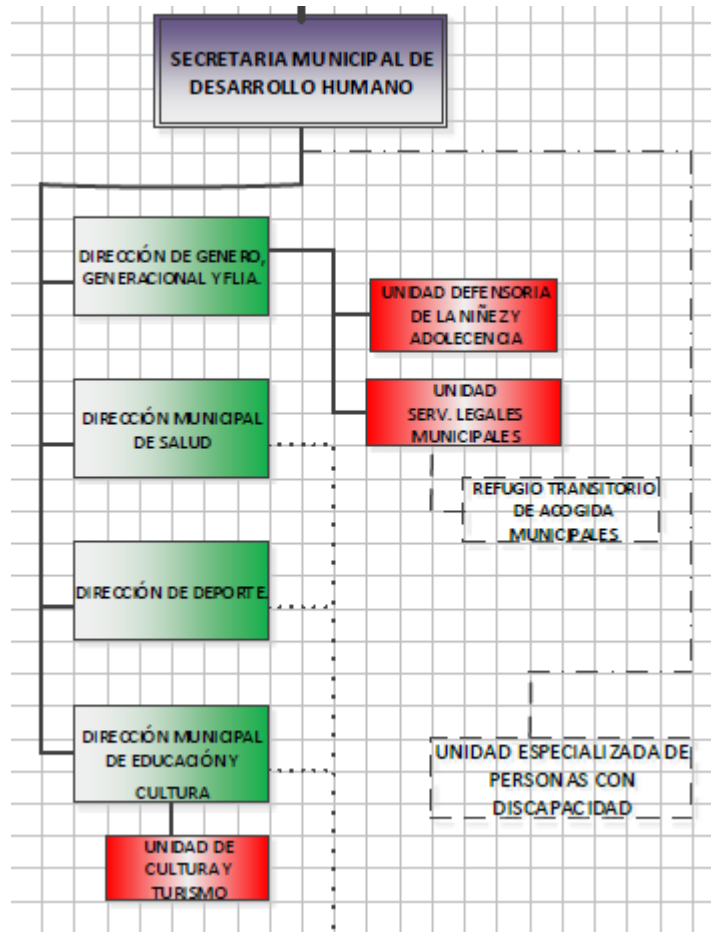 SECRETARIA MUNICIPAL DE
DESARROLLO HUMANO
DIRECCIÓN DE GENERO,
GENERACIONAL Y FLIA.
UNIDAD DEFENSORIA
DE LA NIÑEZ Y
ADOLECENCIA
DIRECCIÓN MUNICIPAL
DE SALUD
UNIDAD
SERV. LEGALES
MUNICIPALES
REFUGIO TRANSITORIO
DE ACOGIDA
MUNICIPALES
DIRECCIÓN DE DEPORTE.
DIRECCIÓN MUNICIPAL
DE EDUCACIÓN Y
CULTURA
UNIDAD ESPECIALIZADA DE
PERSONAS CON
DISCAPACIDAD
UNIDAD DE
CULTURA Y
TURISMO